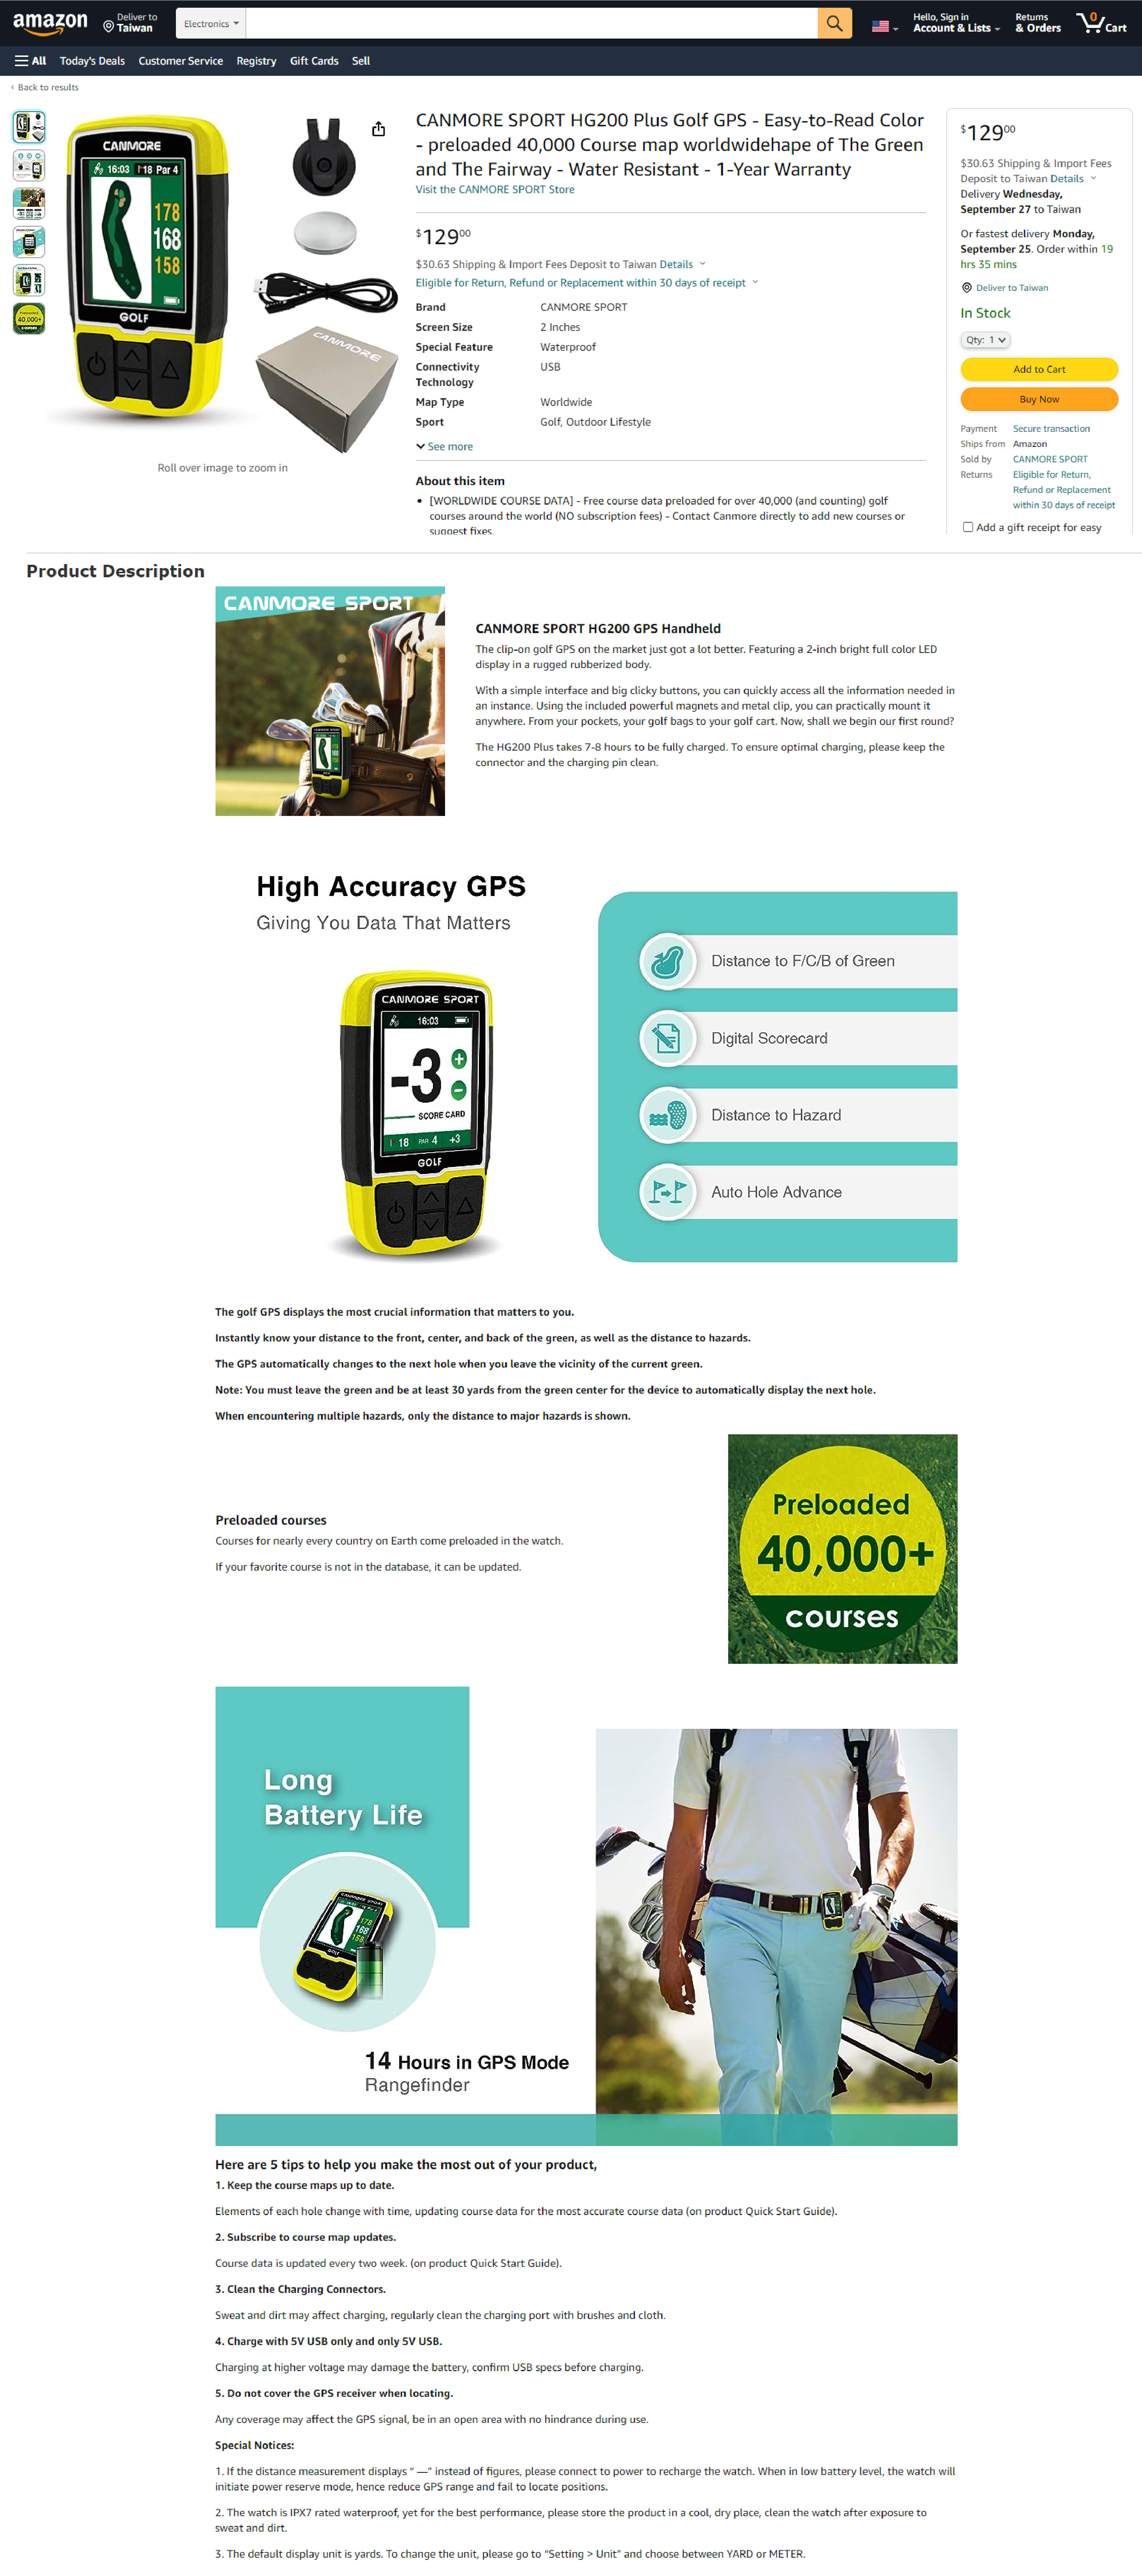 amazon
Deliver to
Taiwan
Electronics
Hello, Sign in
Account & Lists
Returns
& Orders
0
Cart
All
Today's Deals
Customer Service
Registry
Gift Cards
Sell
‹ Back to results
CANMORE
16:03
18 Par 4
178
168
158
GOLF
CANMORE
40,000+
Roll over image to zoom in
CANMORE SPORT HG200 Plus Golf GPS - Easy-to-Read Color
- preloaded 40,000 Course map worldwidehape of The Green
and The Fairway - Water Resistant - 1-Year Warranty
Visit the CANMORE SPORT Store
$12900
$30.63 Shipping & Import Fees Deposit to Taiwan Details
Eligible for Return, Refund or Replacement within 30 days of receipt
Brand CANMORE SPORT
Screen Size 2 Inches
Special Feature Waterproof
Connectivity USB
Technology
Map Type Worldwide
Sport Golf, Outdoor Lifestyle
See more
About this item
• [WORLDWIDE COURSE DATA] - Free course data preloaded for over 40,000 (and counting) golf
courses around the world (NO subscription fees) - Contact Canmore directly to add new courses or
suggest fixes.
$12900
$30.63 Shipping & Import Fees
Deposit to Taiwan Details
Delivery Wednesday,
September 27 to Taiwan
Or fastest delivery Monday,
September 25. Order within 19
hrs 35 mins
Deliver to Taiwan
In Stock
Qty: 1
Add to Cart
Buy Now
Payment Secure transaction
Ships from Amazon
Sold by CANMORE SPORT
Returns Eligible for Return,
Refund or Replacement
within 30 days of receipt
Add a gift receipt for easy
Product Description
CANMORE SPORT
CANMORE SPORT HG200 GPS Handheld
The clip-on golf GPS on the market just got a lot better. Featuring a 2-inch bright full color LED
display in a rugged rubberized body.
With a simple interface and big clicky buttons, you can quickly access all the information needed in
an instance. Using the included powerful magnets and metal clip, you can practically mount it
anywhere. From your pockets, your golf bags to your golf cart. Now, shall we begin our first round?
The HG200 Plus takes 7-8 hours to be fully charged. To ensure optimal charging, please keep the
connector and the charging pin clean.
High Accuracy GPS
Giving You Data That Matters
CANMORE SPORT
16:03
-3
SCORE CARD
18 PAR 4 +3
GOLF
Distance to F/C/B of Green
Digital Scorecard
Distance to Hazard
Auto Hole Advance
The golf GPS displays the most crucial information that matters to you.
Instantly know your distance to the front, center, and back of the green, as well as the distance to hazards.
The GPS automatically changes to the next hole when you leave the vicinity of the current green.
Note: You must leave the green and be at least 30 yards from the green center for the device to automatically display the next hole.
When encountering multiple hazards, only the distance to major hazards is shown.
Preloaded courses
Courses for nearly every country on Earth come preloaded in the watch.
If your favorite course is not in the database, it can be updated.
Preloaded
40,000+
courses
Long
Battery Life
CANMORE SPORT
178
168
158
GOLF
14 Hours in GPS Mode
Rangefinder
Here are 5 tips to help you make the most out of your product,
1. Keep the course maps up to date.
Elements of each hole change with time, updating course data for the most accurate course data (on product Quick Start Guide).
2. Subscribe to course map updates.
Course data is updated every two week. (on product Quick Start Guide).
3. Clean the Charging Connectors.
Sweat and dirt may affect charging, regularly clean the charging port with brushes and cloth.
4. Charge with 5V USB only and only 5V USB.
Charging at higher voltage may damage the battery, confirm USB specs before charging.
5. Do not cover the GPS receiver when locating.
Any coverage may affect the GPS signal, be in an open area with no hindrance during use.
Special Notices:
1. If the distance measurement displays “ —” instead of figures, please connect to power to recharge the watch. When in low battery level, the watch will
initiate power reserve mode, hence reduce GPS range and fail to locate positions.
2. The watch is IPX7 rated waterproof, yet for the best performance, please store the product in a cool, dry place, clean the watch after exposure to
sweat and dirt.
3. The default display unit is yards. To change the unit, please go to “Setting > Unit” and choose between YARD or METER.